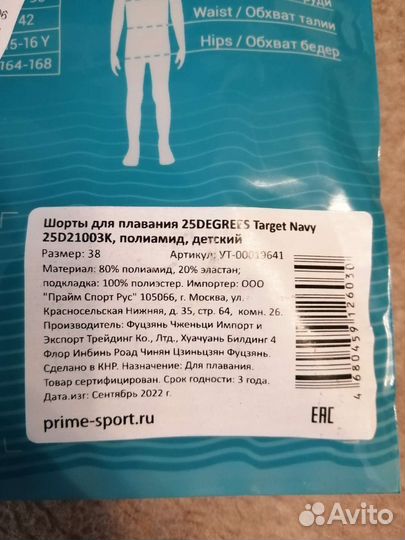 Waist / Обхват талии
42
Hips / Обхват бедер
5-16 Y
164-168
Шорты для плавания 25DEGREES Target Navy
25D21003K, полиамид, детский
Размер: 38 Артикул: УТ-00019641
Материал: 80% полиамид, 20% эластан;
подкладка: 100% полиэстер. Импортер: ООО
"Прайм Спорт Рус" 105066, г. Москва, ул.
Красносельская Нижняя, д. 35, стр. 64, комн. 26.
Производитель: Фуцзянь Чженьци Импорт и
Экспорт Трейдинг Ко., Лтд., Хуачуань Билдинг 4
Флор Инбинь Роад Чинян Цзиньцзян Фуцзянь.
Сделано в КНР. Назначение: Для плавания.
Товар сертифицирован. Срок годности: 3 года.
Дата.изг: Сентябрь 2022 г.
prime-sport.ru
EAC
4 680459 126030
Avito